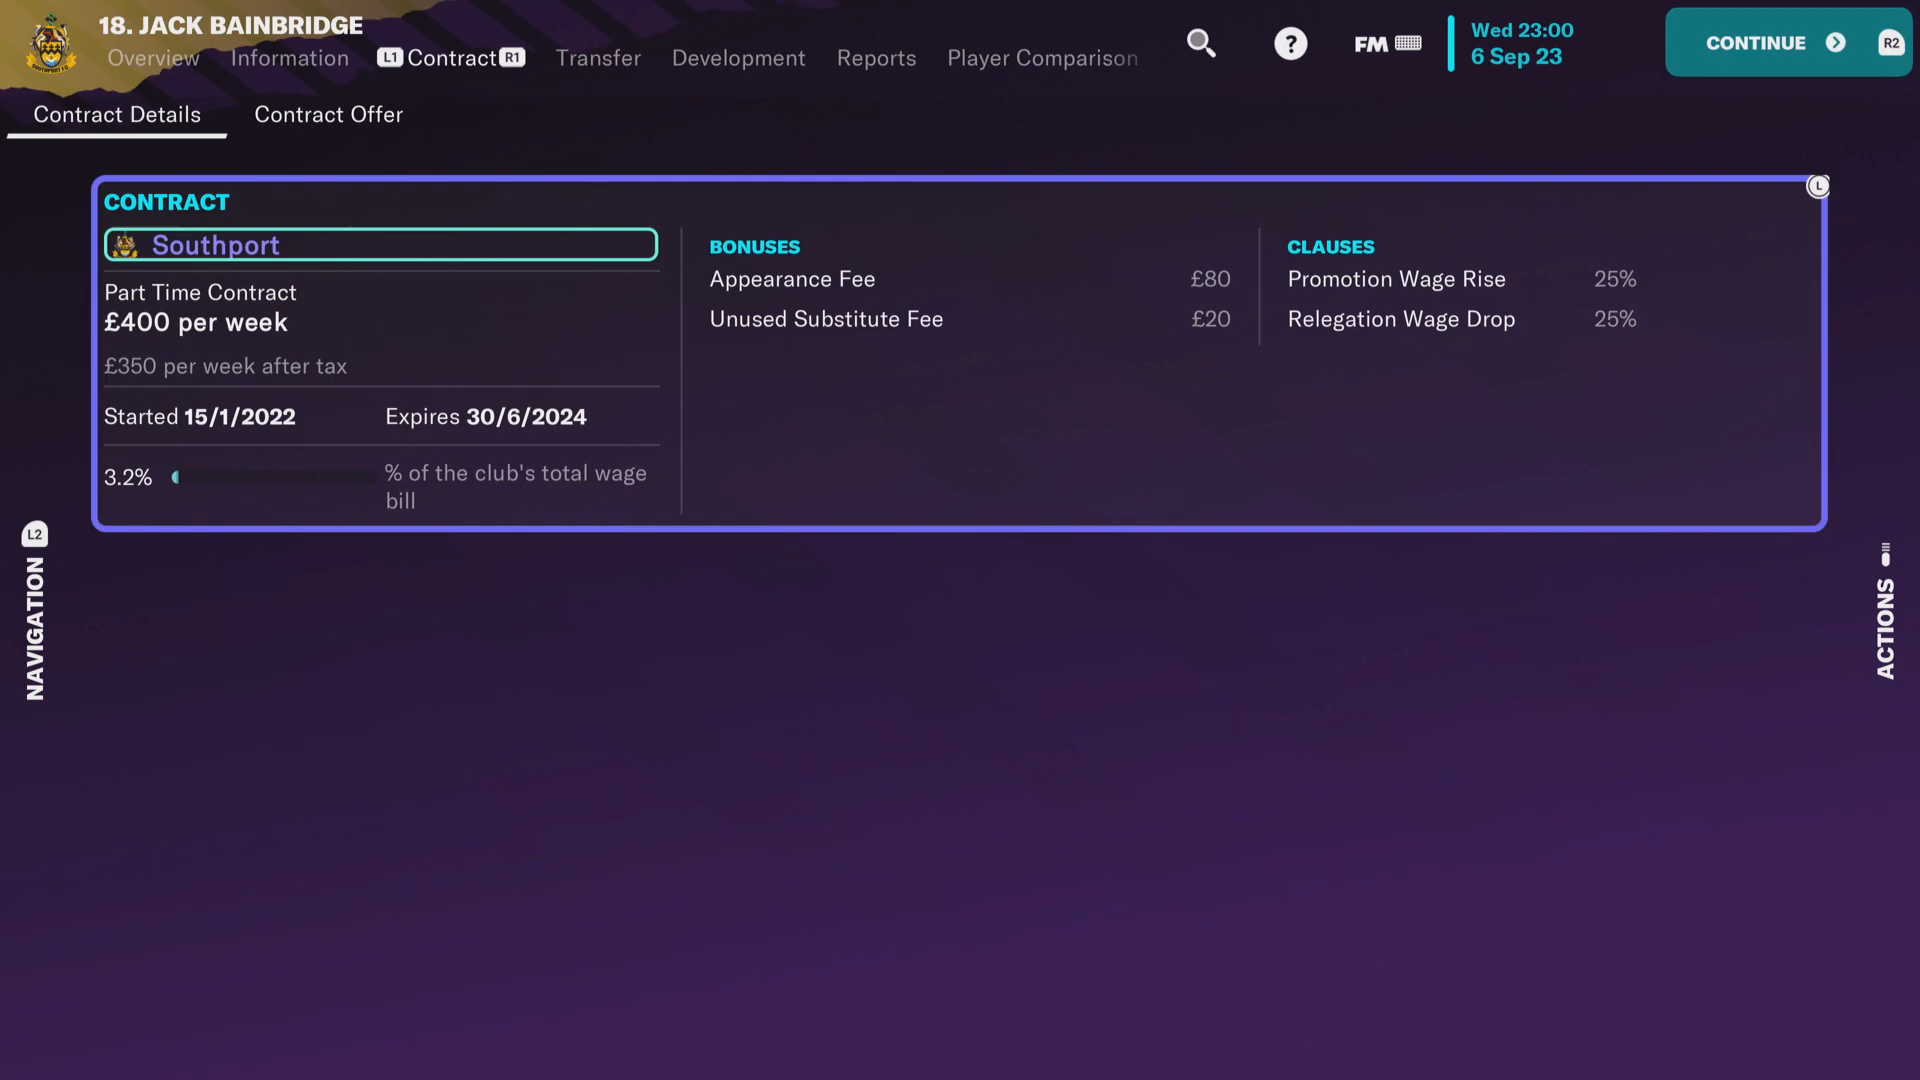 18. JACK BAINBRIDGE
Overview Information L1 Contract R1 Transfer Development Reports Player Comparison
? FM Wed 23:00
6 Sep 23
CONTINUE R2
Contract Details Contract Offer
L
CONTRACT
Southport
Part Time Contract
£400 per week
£350 per week after tax
Started 15/1/2022 Expires 30/6/2024
3.2% % of the club's total wage
bill
BONUSES
Appearance Fee £80
Unused Substitute Fee £20
CLAUSES
Promotion Wage Rise 25%
Relegation Wage Drop 25%
L2
NAVIGATION
ACTIONS